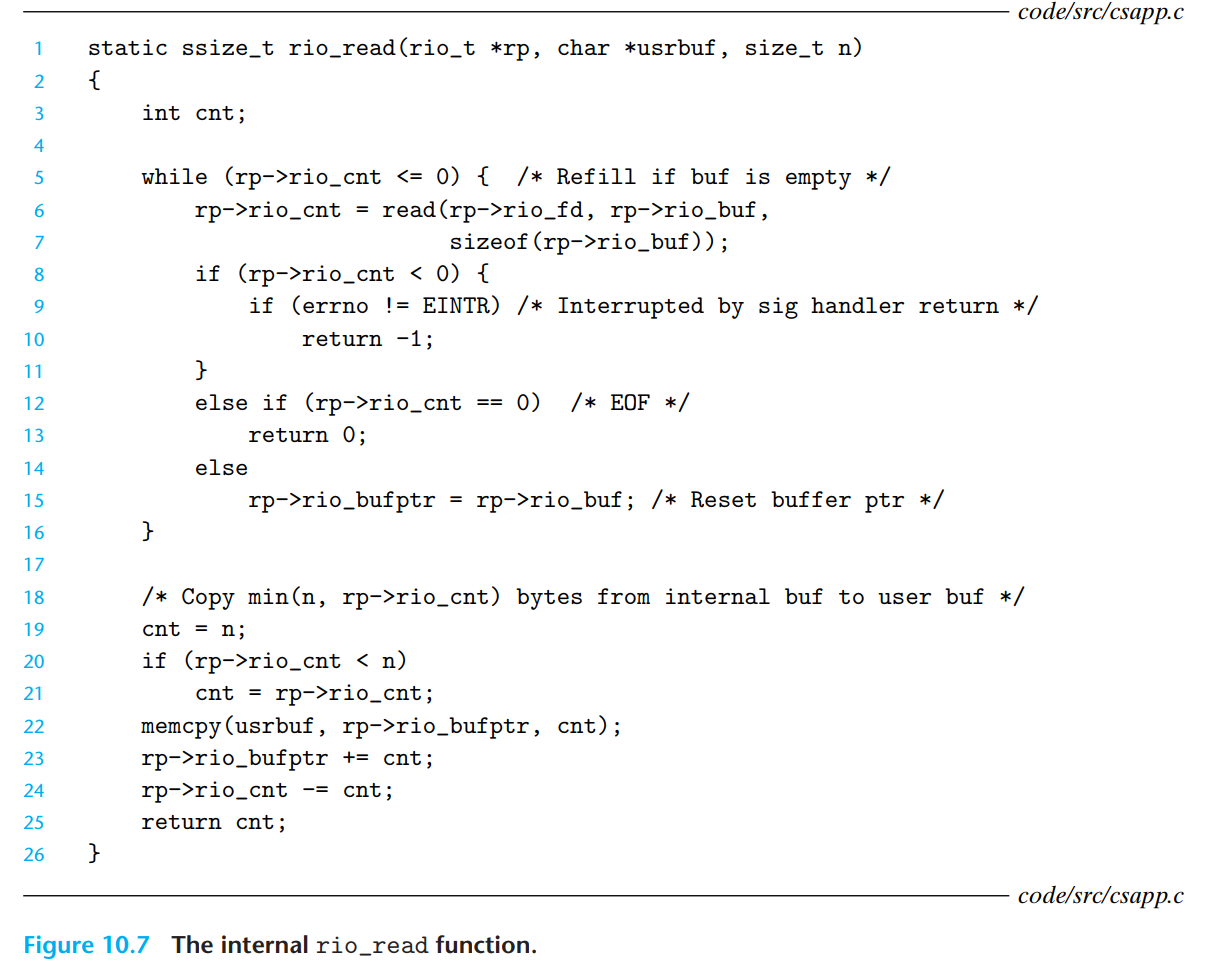 code/src/csapp.c
1 static ssize_t rio_read(rio_t *rp, char *usrbuf, size_t n)
2 {
3     int cnt;
4
5     while (rp->rio_cnt <= 0) {  /* Refill if buf is empty */
6         rp->rio_cnt = read(rp->rio_fd, rp->rio_buf,
7                            sizeof(rp->rio_buf));
8         if (rp->rio_cnt < 0) {
9             if (errno != EINTR) /* Interrupted by sig handler return */
10                 return -1;
11         }
12         else if (rp->rio_cnt == 0)  /* EOF */
13             return 0;
14         else
15             rp->rio_bufptr = rp->rio_buf; /* Reset buffer ptr */
16     }
17
18     /* Copy min(n, rp->rio_cnt) bytes from internal buf to user buf */
19     cnt = n;
20     if (rp->rio_cnt < n)
21         cnt = rp->rio_cnt;
22     memcpy(usrbuf, rp->rio_bufptr, cnt);
23     rp->rio_bufptr += cnt;
24     rp->rio_cnt -= cnt;
25     return cnt;
26 }
code/src/csapp.c
Figure 10.7 The internal rio_read function.